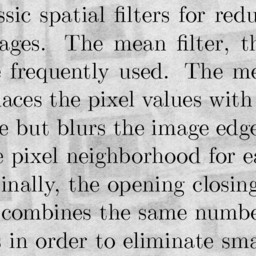 ssic spatial filters for redu
ages. The mean filter, th
frequently used. The me
laces the pixel values with
e but blurs the image edge
e pixel neighborhood for ea
inally, the opening closing
combines the same numbe
s in order to eliminate sma